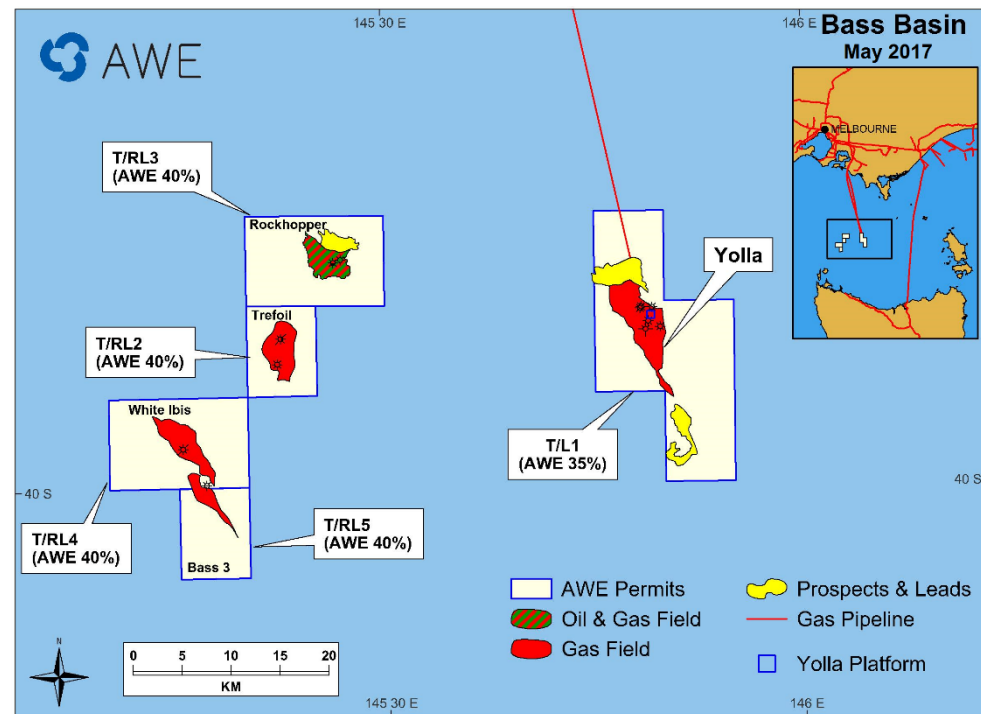 145 30 E
146 E
AWE
Bass Basin
May 2017
MELBOURNE
T/RL3
(AWE 40%)
Rockhopper
Yolla
Trefoil
T/RL2
(AWE 40%)
White Ibis
T/L1
(AWE 35%)
40 S
40 S
T/RL4
(AWE 40%)
T/RL5
(AWE 40%)
Bass 3
AWE Permits
Oil & Gas Field
Gas Field
Prospects & Leads
Gas Pipeline
Yolla Platform
N
0 5 10 15 20
KM
145 30 E
146 E